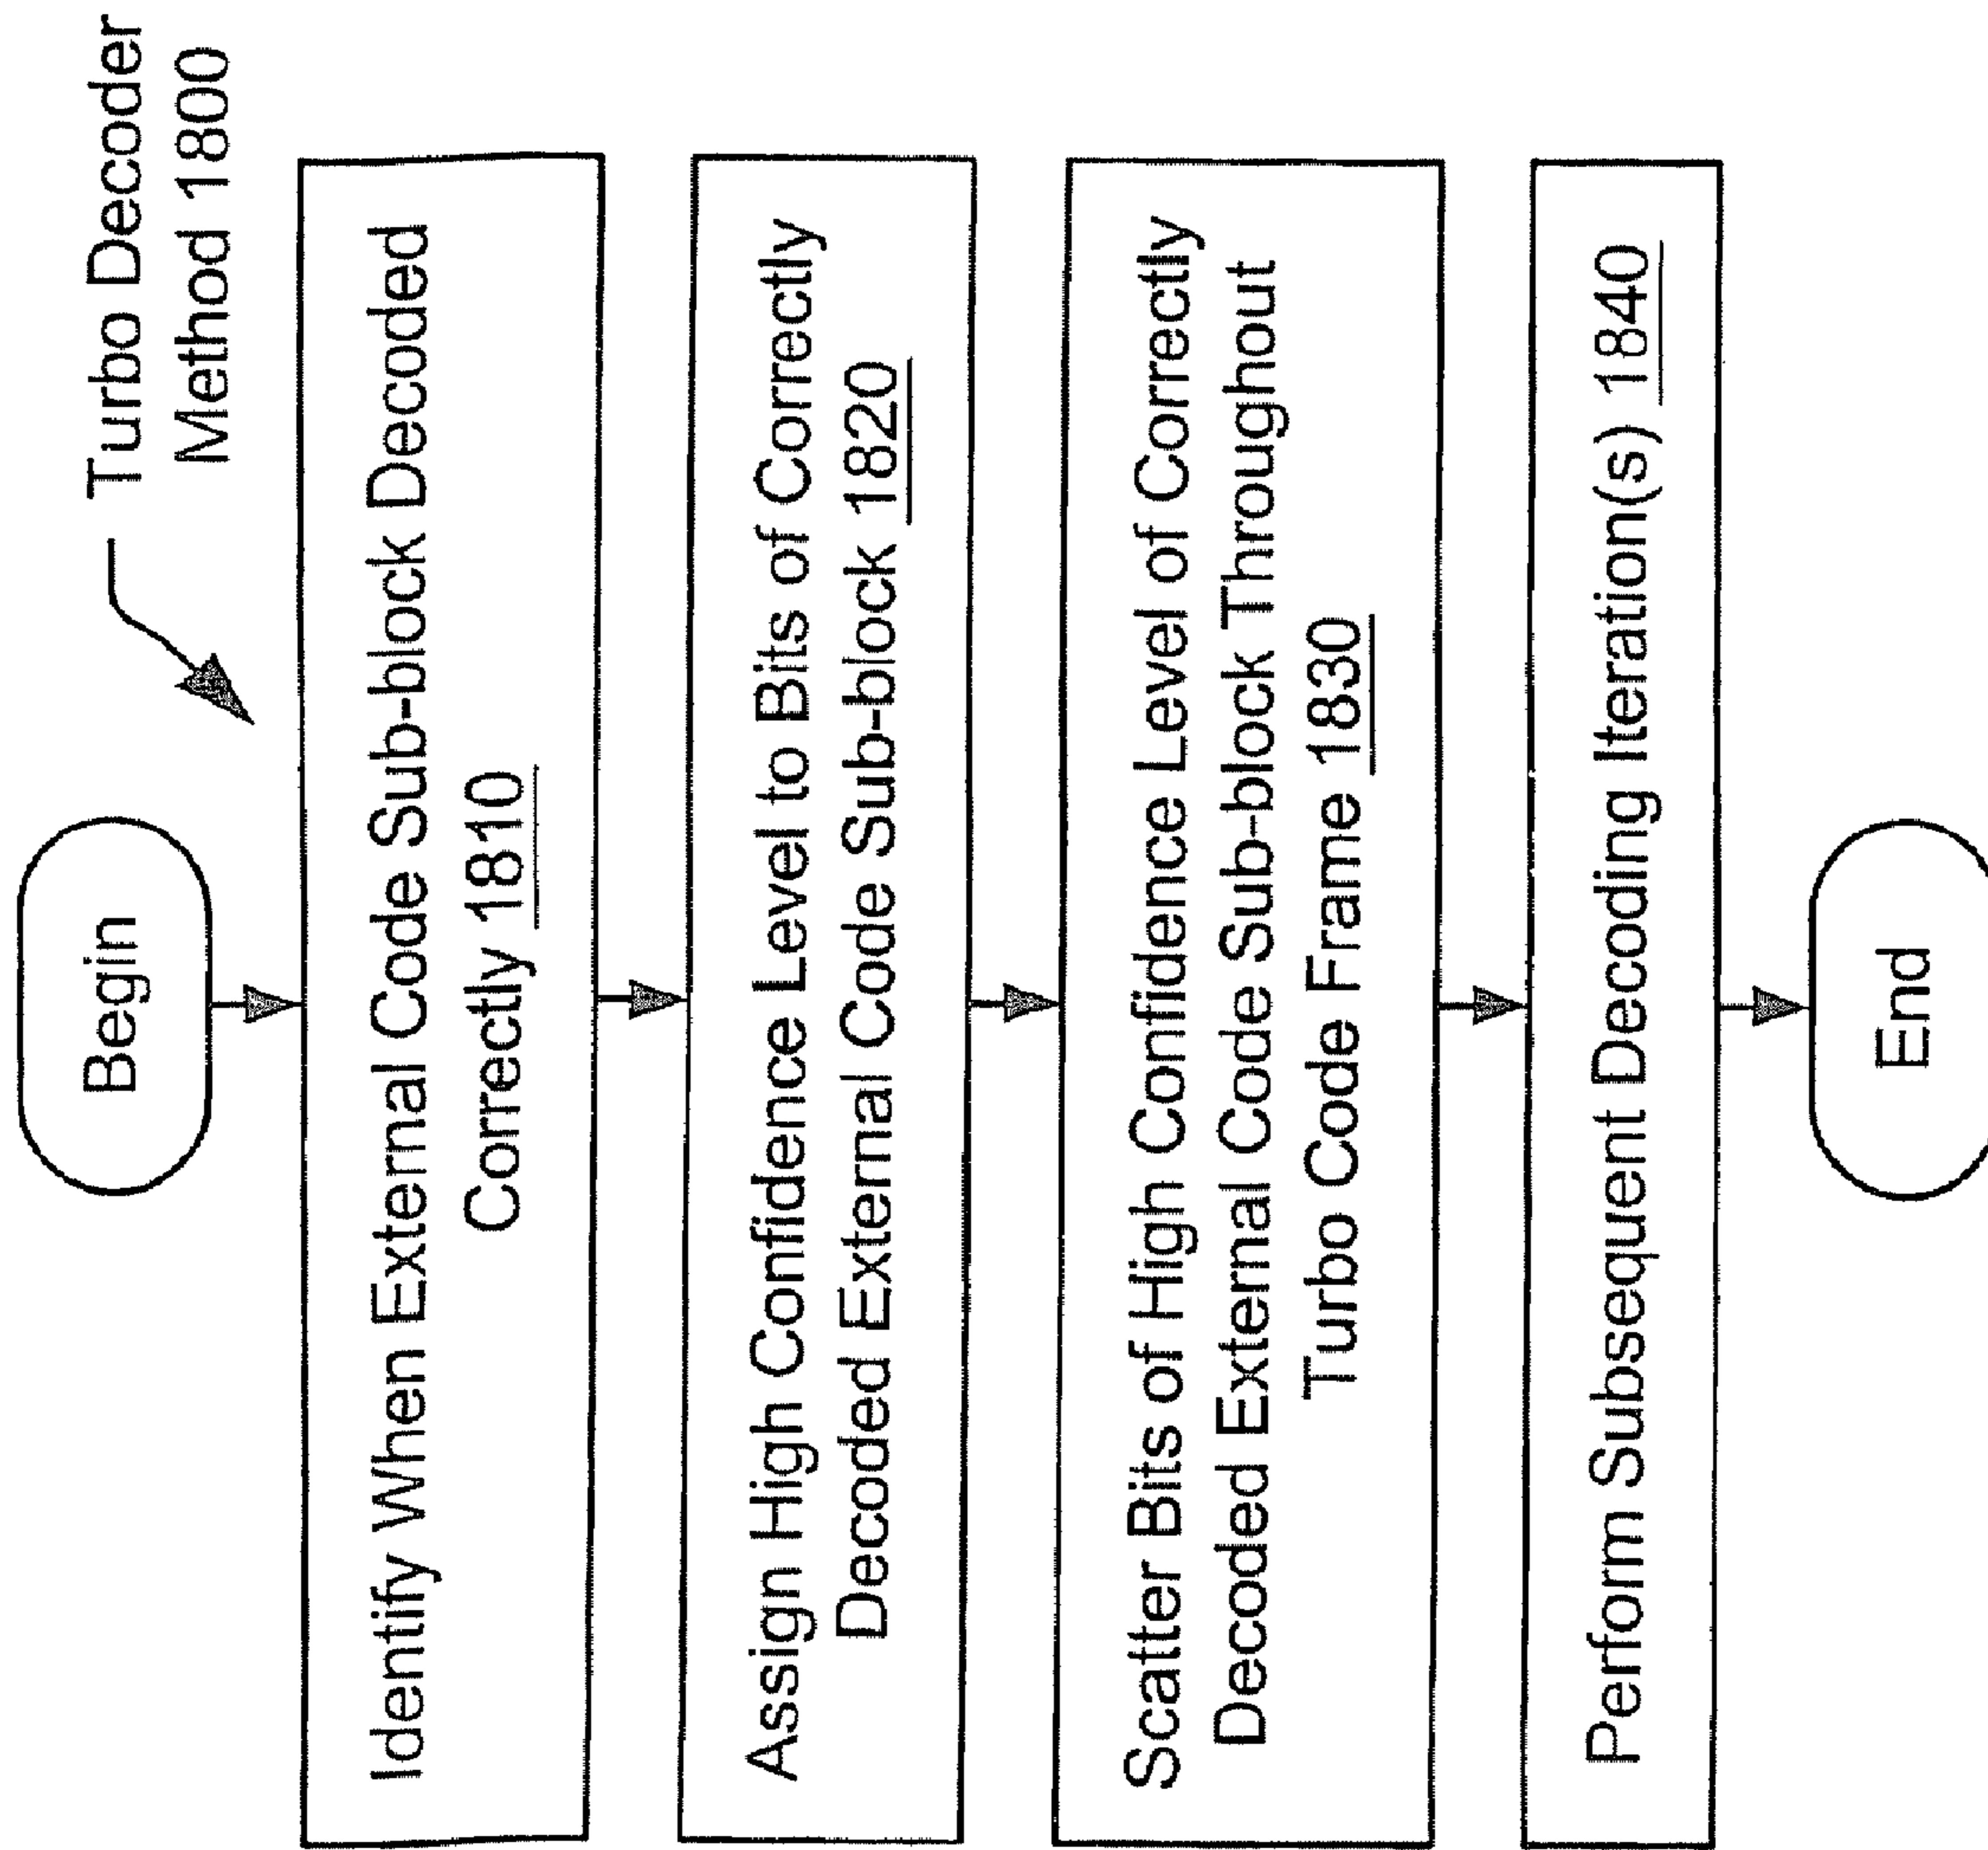 Turbo Decoder
Method 1800
Begin
Identify When External Code Sub-block Decoded
Correctly 1810
Assign High Confidence Level to Bits of Correctly
Decoded External Code Sub-block 1820
Scatter Bits of High Confidence Level of Correctly
Decoded External Code Sub-block Throughout
Turbo Code Frame 1830
Perform Subsequent Decoding Iteration(s) 1840
End